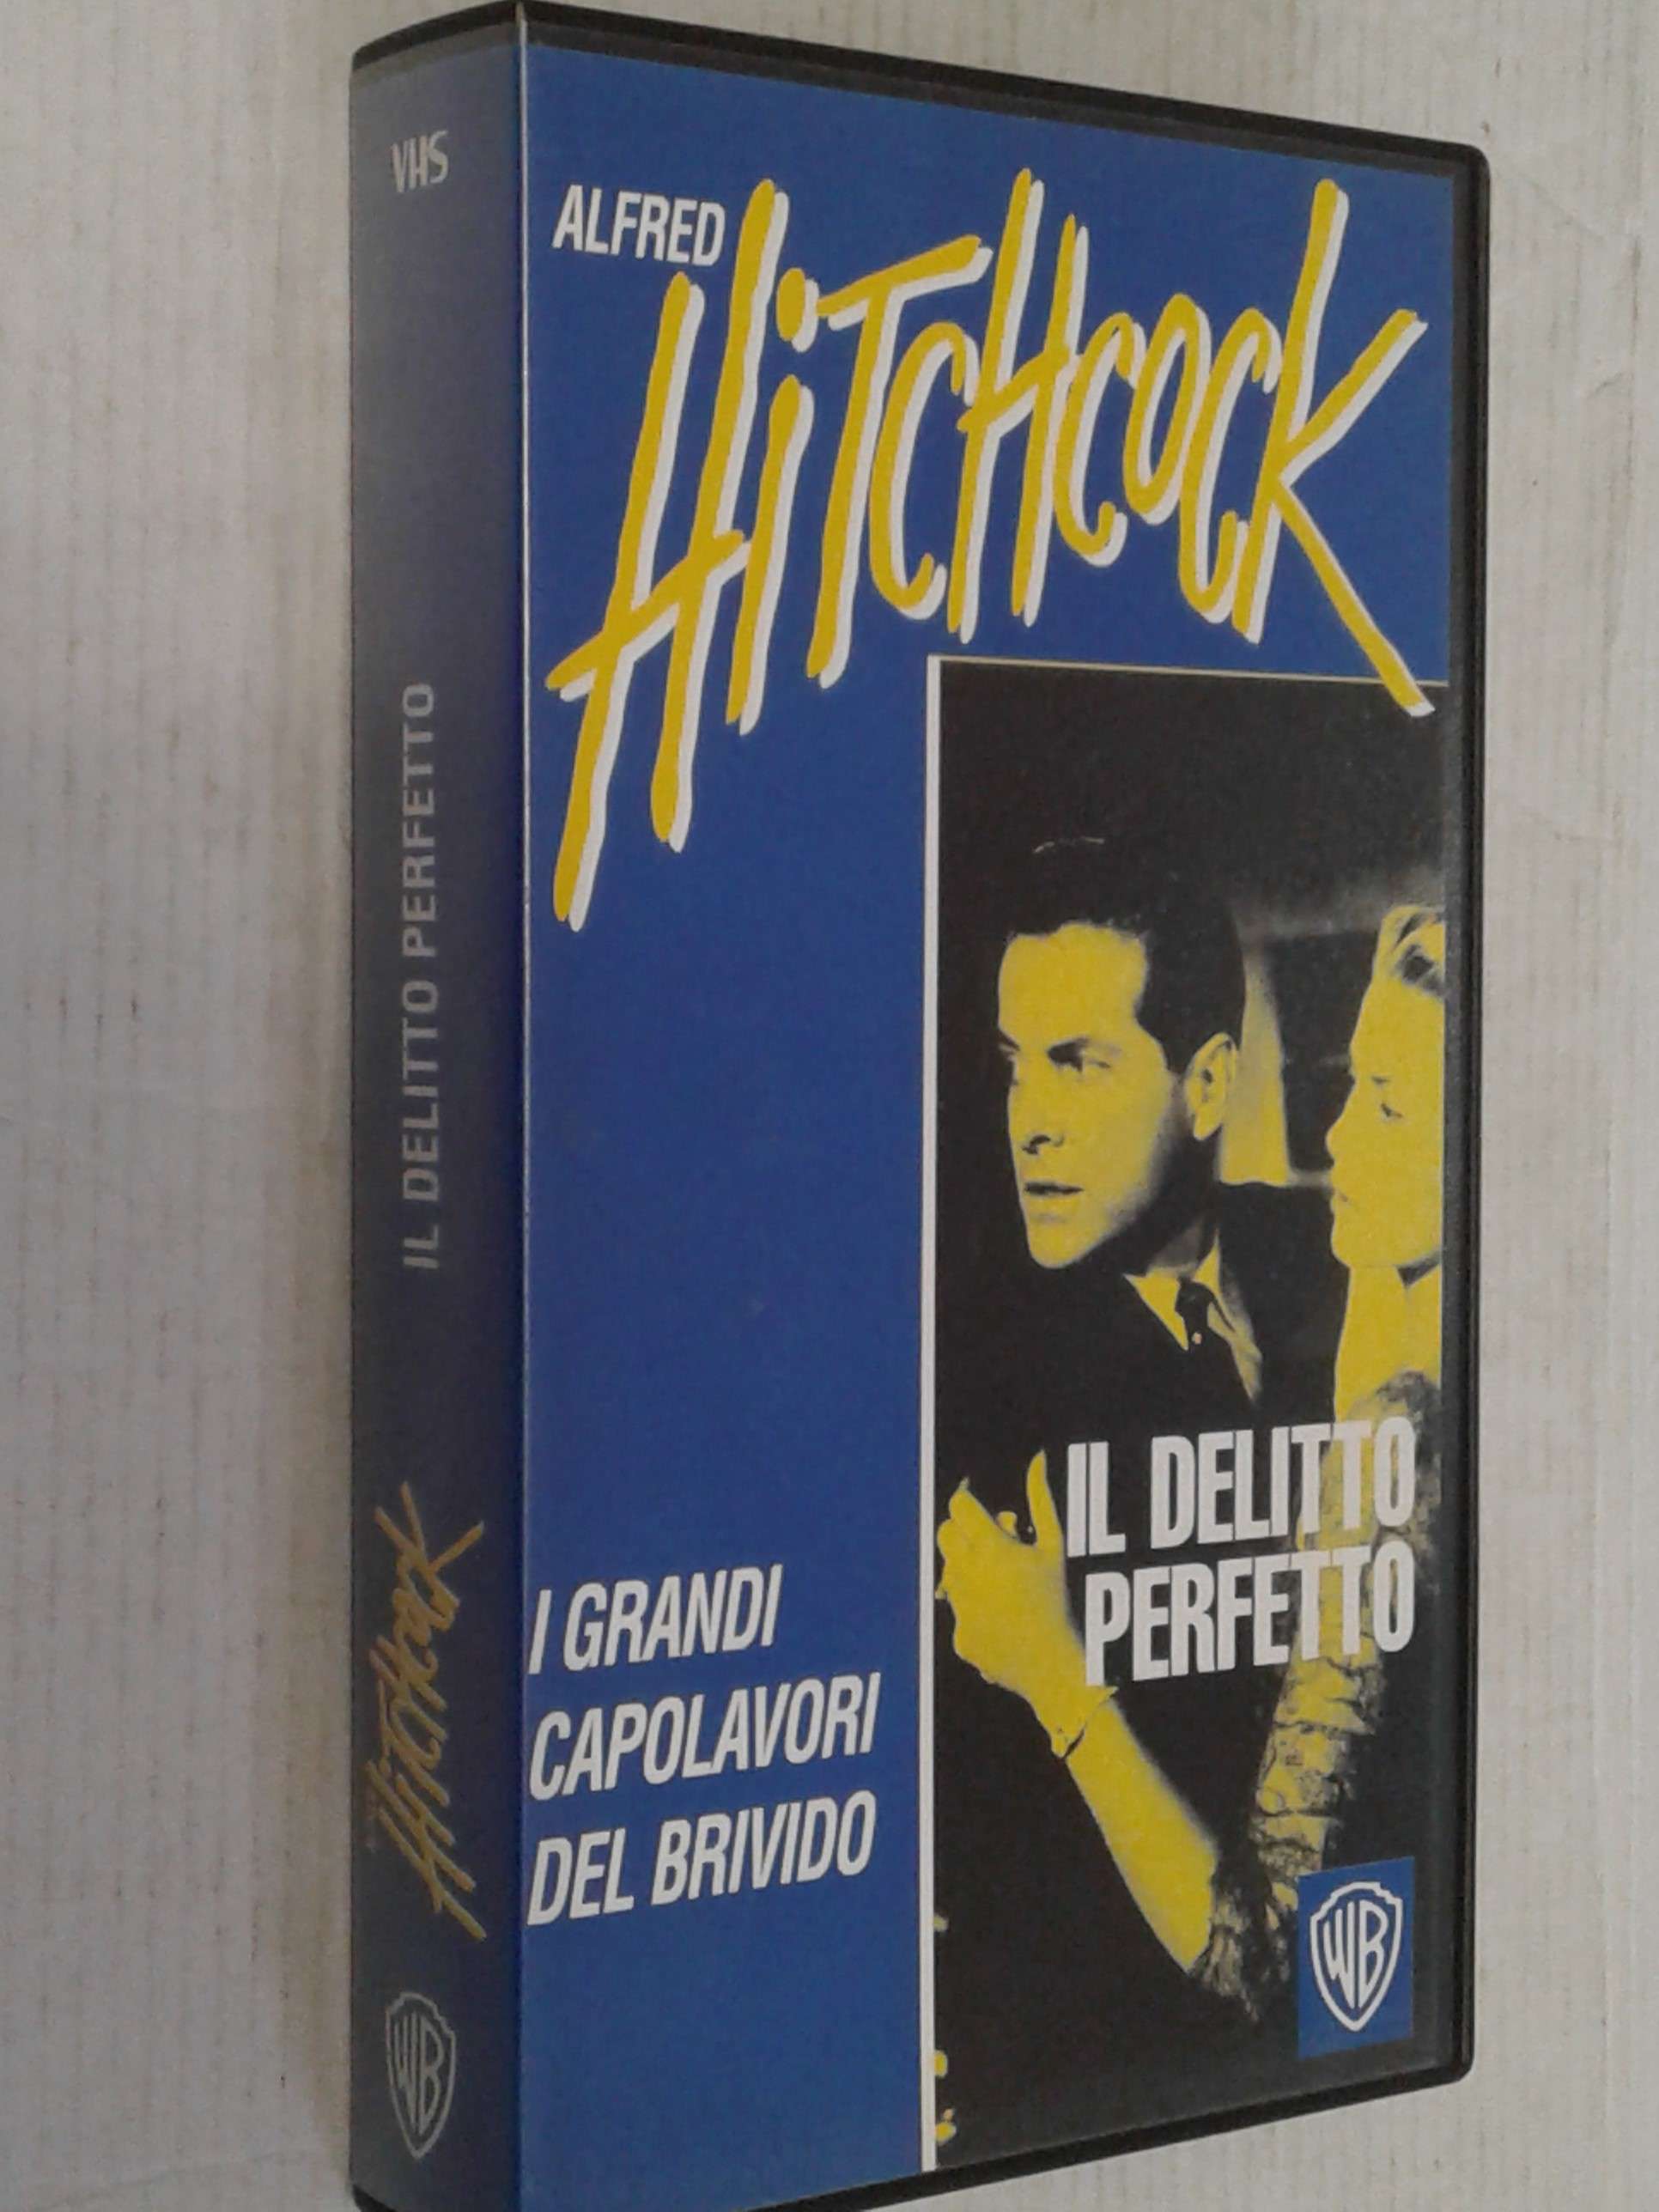 VHS
IL DELITTO PERFETTO
HITCHCOCK
WB
ALFRED
HiTCHCOCK
I GRANDI
CAPOLAVORI
DEL BRIVIDO
IL DELITTO
PERFETTO
WB